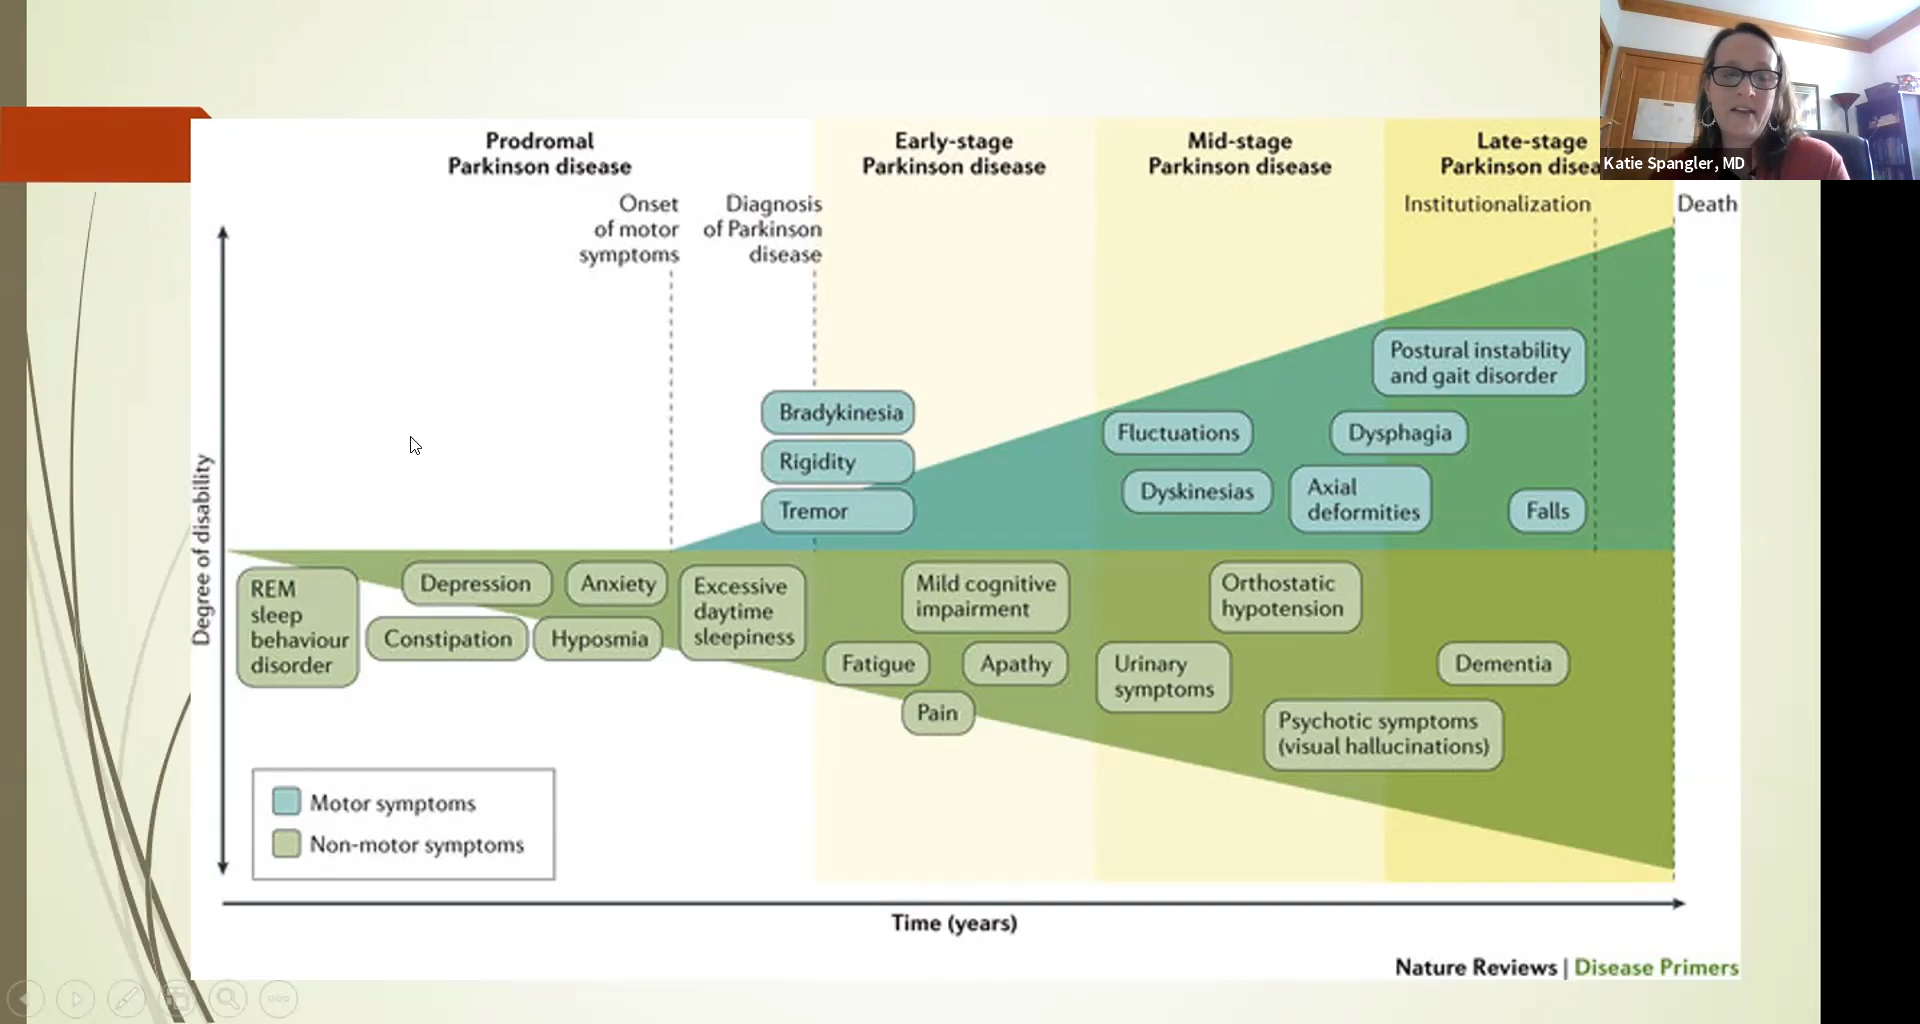 Prodromal
Parkinson disease
Early-stage
Parkinson disease
Mid-stage
Parkinson disease
Late-stage
Parkinson disea
Katie Spangler, MD
Onset
of motor
symptoms
Diagnosis
of Parkinson
disease
Institutionalization
Death
Degree of disability
Bradykinesia
Rigidity
Tremor
Postural instability
and gait disorder
Fluctuations
Dysphagia
Dyskinesias
Axial
deformities
Falls
REM
sleep
behaviour
disorder
Depression
Anxiety
Constipation
Hyposmia
Excessive
daytime
sleepiness
Mild cognitive
impairment
Fatigue
Apathy
Pain
Orthostatic
hypotension
Urinary
symptoms
Dementia
Psychotic symptoms
(visual hallucinations)
Motor symptoms
Non-motor symptoms
Time (years)
Nature Reviews | Disease Primers